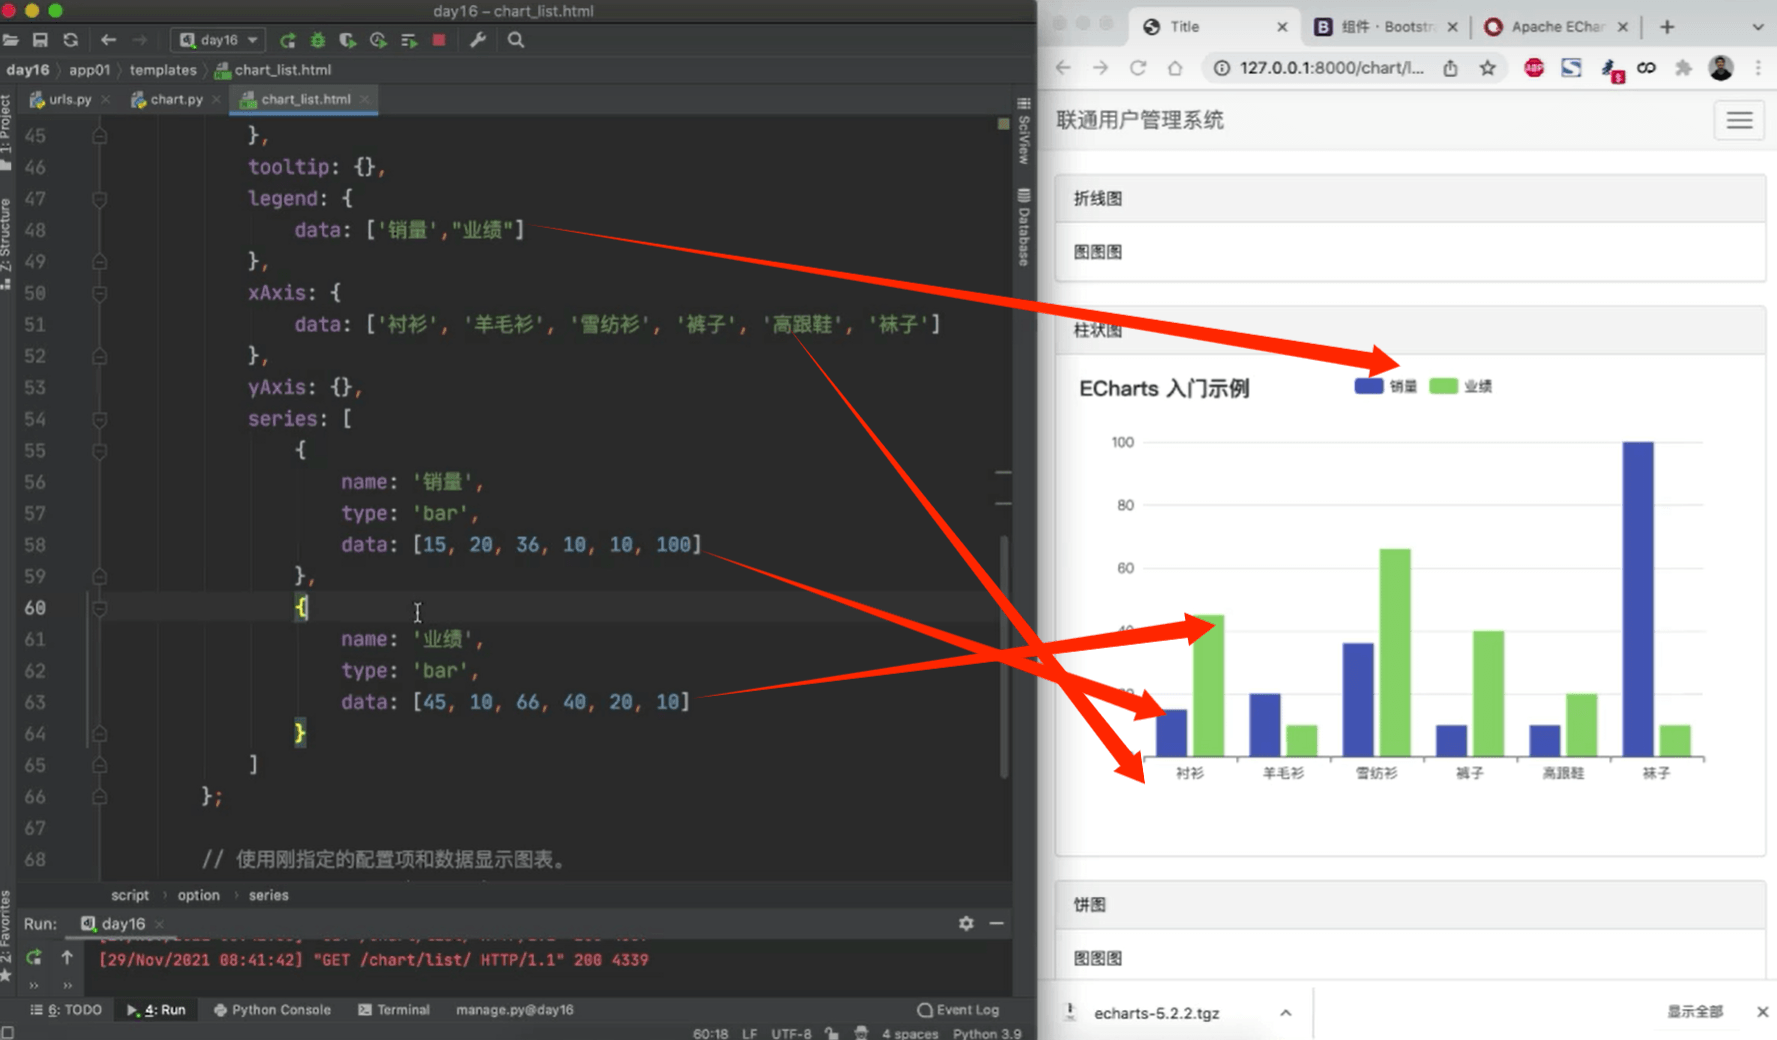 day16 – chart_list.html
day16
day16 app01 templates chart_list.html
urls.py chart.py chart_list.html
1: Project
Z: Structure
2: Favorites
SciView
Database
45 },
46 tooltip: {},
47 legend: {
48 data: ['销量',"业绩"]
49 },
50 xAxis: {
51 data: ['衬衫', '羊毛衫', '雪纺衫', '裤子', '高跟鞋', '袜子']
52 },
53 yAxis: {},
54 series: [
55 {
56 name: '销量',
57 type: 'bar',
58 data: [15, 20, 36, 10, 10, 100]
59 },
60 {
61 name: '业绩',
62 type: 'bar',
63 data: [45, 10, 66, 40, 20, 10]
64 }
65 ]
66 };
67
68 // 使用刚指定的配置项和数据显示图表。
script option series
Run: day16
[29/Nov/2021 08:41:42] "GET /chart/list/ HTTP/1.1" 200 4339
6: TODO 4: Run Python Console Terminal manage.py@day16 Event Log
60:18 LF UTF-8 4 spaces Python 3.9
Title 组件 · Bootstr Apache EChar
127.0.0.1:8000/chart/l...
ABP
联通用户管理系统
折线图
图图图
柱状图
ECharts 入门示例
销量 业绩
100
80
60
衬衫 羊毛衫 雪纺衫 裤子 高跟鞋 袜子
饼图
图图图
echarts-5.2.2.tgz
显示全部